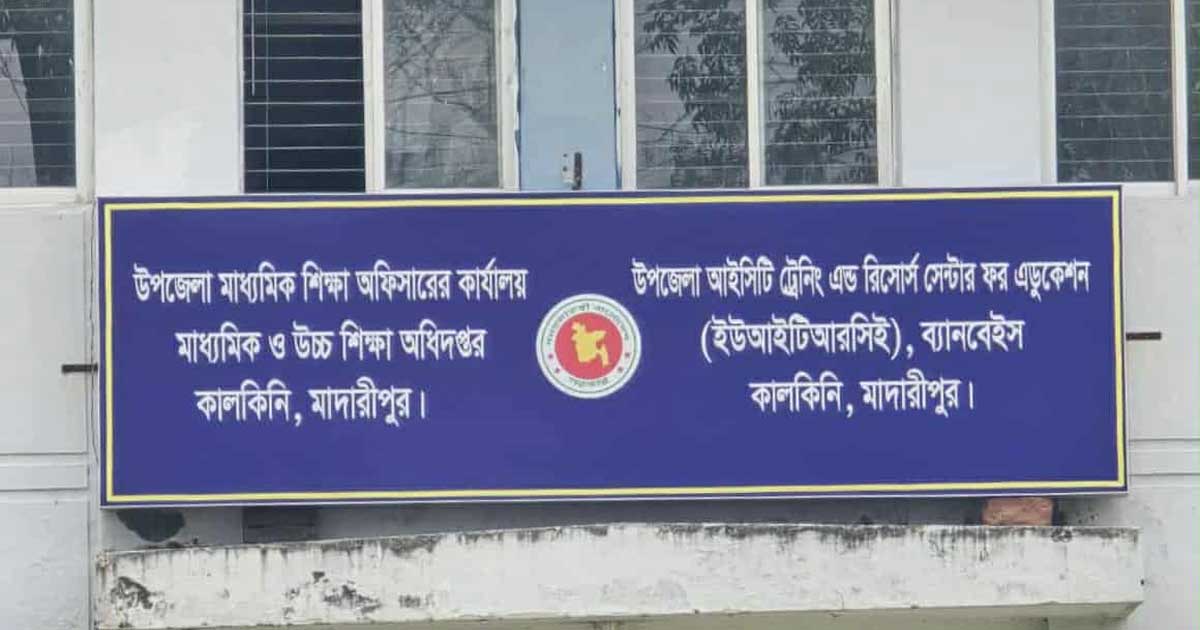 উপজেলা মাধ্যমিক শিক্ষা অফিসারের কার্যালয়
মাধ্যমিক ও উচ্চ শিক্ষা অধিদপ্তর
কালকিনি, মাদারীপুর।
উপজেলা আইসিটি ট্রেনিং এন্ড রিসোর্স সেন্টার ফর এডুকেশন
(ইউআইটিআরসিই), ব্যানবেইস
কালকিনি, মাদারীপুর।